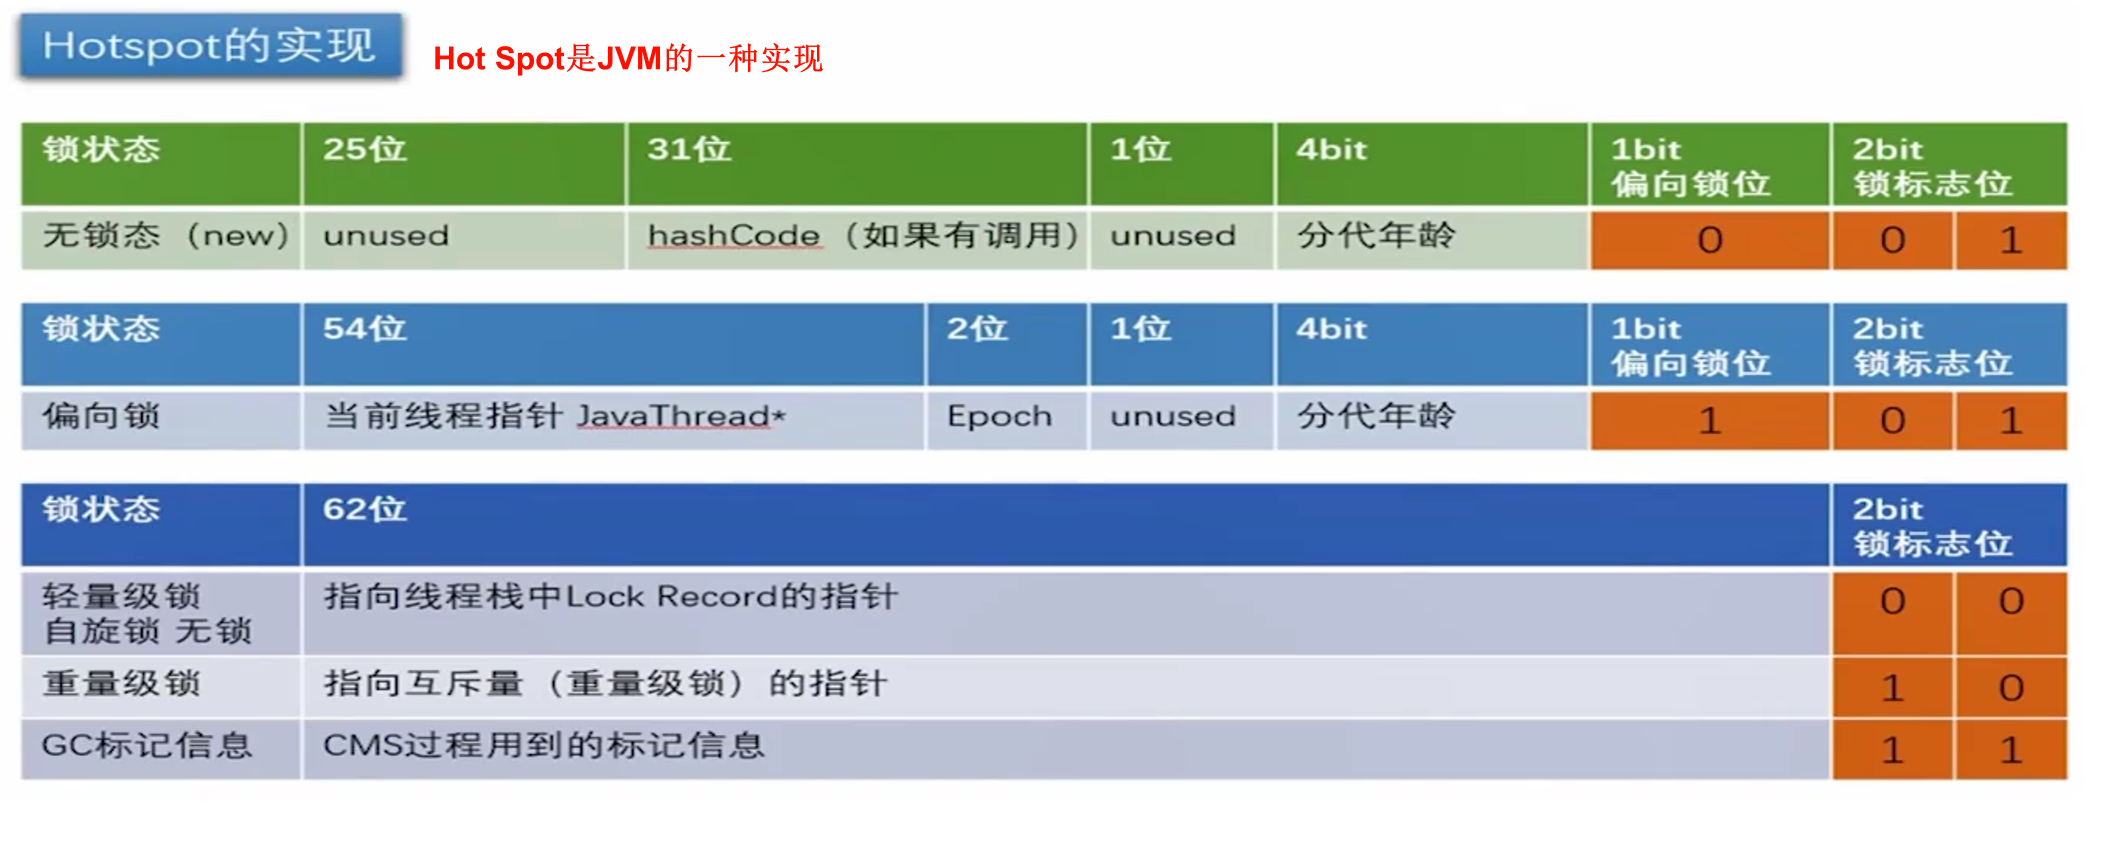 Hotspot的实现
Hot Spot是JVM的一种实现
锁状态 25位 31位 1位 4bit 1bit 2bit
偏向锁位 锁标志位
无锁态（new） unused hashCode（如果有调用） unused 分代年龄 0 0 1
锁状态 54位 2位 1位 4bit 1bit 2bit
偏向锁位 锁标志位
偏向锁 当前线程指针 JavaThread* Epoch unused 分代年龄 1 0 1
锁状态 62位 2bit
锁标志位
轻量级锁 指向线程栈中Lock Record的指针 0 0
自旋锁 无锁
重量级锁 指向互斥量（重量级锁）的指针 1 0
GC标记信息 CMS过程用到的标记信息 1 1